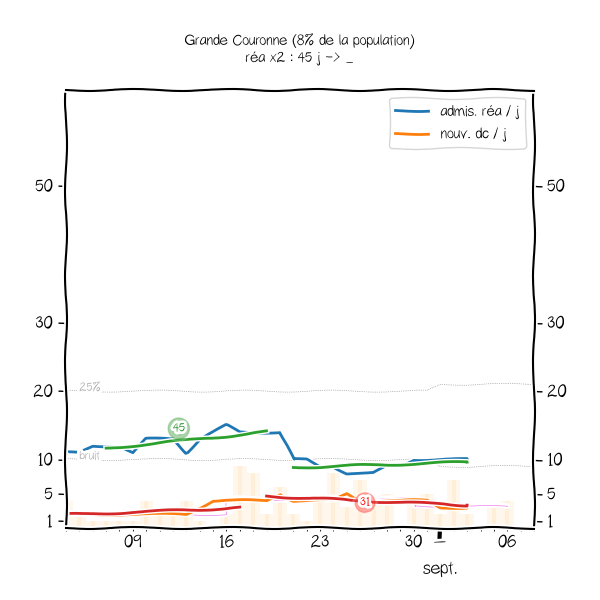 Grande Couronne (8% de la population)
réa x2 : 45 j -> _
admis. réa / j
nouv. dc / j
50 50
30 30
25%
20 20
45
bruit
10 10
5 5
31
1 1
09 16 23 30 06
sept.